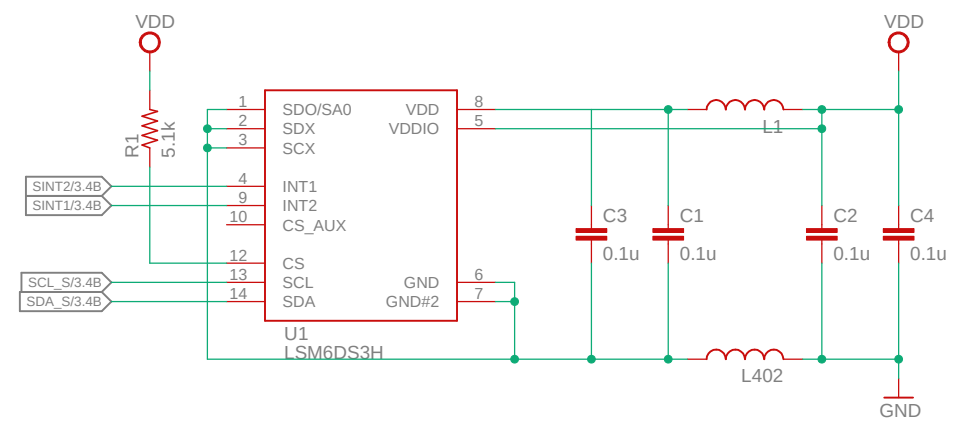 VDD
VDD
R1
5.1k
1
SDO/SA0
VDD
8
2
SDX
VDDIO
5
L1
3
SCX
SINT2/3.4B
4
INT1
SINT1/3.4B
9
INT2
10
CS_AUX
C3
0.1u
C1
0.1u
C2
0.1u
C4
0.1u
12
CS
SCL_S/3.4B
13
SCL
GND
6
SDA_S/3.4B
14
SDA
GND#2
7
U1
LSM6DS3H
L402
GND